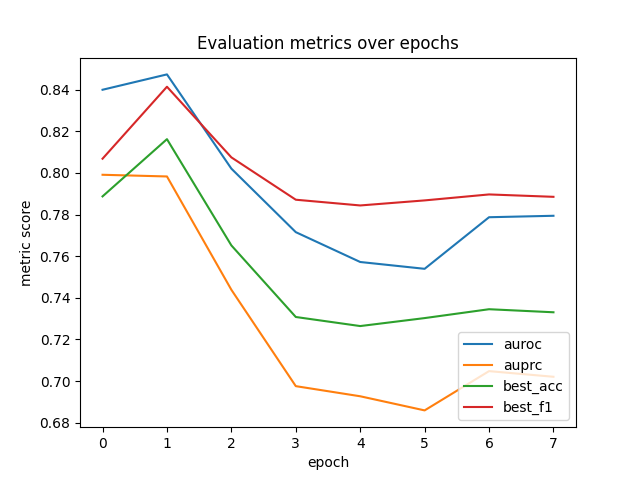 Evaluation metrics over epochs
metric score
0.84
0.82
0.80
0.78
0.76
0.74
0.72
0.70
0.68
0 1 2 3 4 5 6 7
epoch
auroc
auprc
best_acc
best_f1